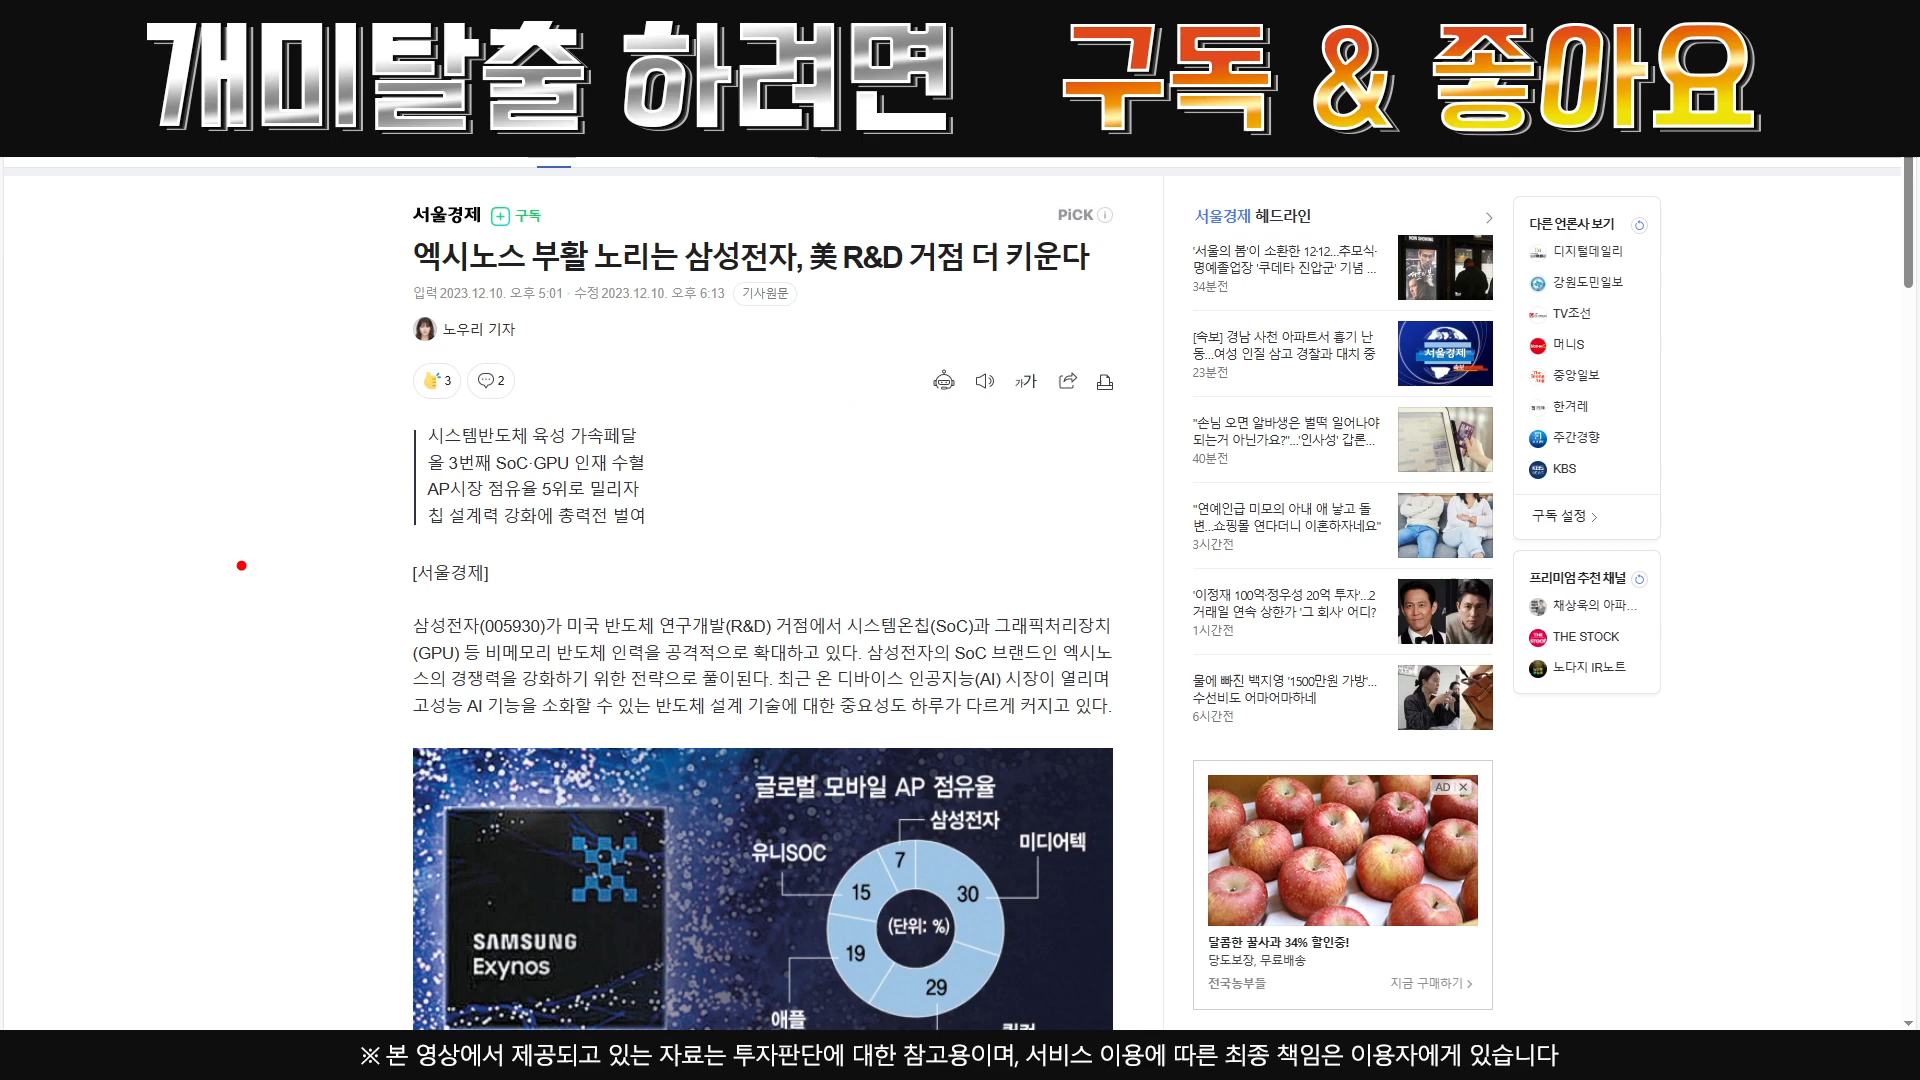 개미탈출 하려면 구독 & 좋아요
서울경제 구독
PiCK
엑시노스 부활 노리는 삼성전자, 美 R&D 거점 더 키운다
입력 2023.12.10. 오후 5:01 · 수정 2023.12.10. 오후 6:13 기사원문
노우리 기자
3 2
가가
시스템반도체 육성 가속페달
올 3번째 SoC·GPU 인재 수혈
AP시장 점유율 5위로 밀리자
칩 설계력 강화에 총력전 벌여
[서울경제]
삼성전자(005930)가 미국 반도체 연구개발(R&D) 거점에서 시스템온칩(SoC)과 그래픽처리장치
(GPU) 등 비메모리 반도체 인력을 공격적으로 확대하고 있다. 삼성전자의 SoC 브랜드인 엑시노
스의 경쟁력을 강화하기 위한 전략으로 풀이된다. 최근 온 디바이스 인공지능(AI) 시장이 열리며
고성능 AI 기능을 소화할 수 있는 반도체 설계 기술에 대한 중요성도 하루가 다르게 커지고 있다.
글로벌 모바일 AP 점유율
삼성전자
미디어텍
유니SOC
7
15
30
(단위: %)
19
29
애플
SAMSUNG
Exynos
서울경제 헤드라인
'서울의 봄'이 소환한 12·12...추모식·
명예졸업장 '쿠데타 진압군' 기념 ...
34분전
[속보] 경남 사천 아파트서 흉기 난
동...여성 인질 삼고 경찰과 대치 중
23분전
서울경제
속보
"손님 오면 알바생은 벌떡 일어나야
되는거 아닌가요?"...'인사성' 갑론...
40분전
"연예인급 미모의 아내 애 낳고 돌
변...쇼핑몰 연다더니 이혼하자네요"
3시간전
'이정재 100억·정우성 20억 투자'...2
거래일 연속 상한가 '그 회사' 어디?
1시간전
물에 빠진 백지영 '1500만원 가방'...
수선비도 어마어마하네
6시간전
AD
달콤한 꿀사과 34% 할인중!
당도보장, 무료배송
전국농부들 지금 구매하기
다른 언론사 보기
디지털데일리
강원도민일보
TV조선
머니S
중앙일보
한겨레
주간경향
KBS
구독 설정
프리미엄 추천 채널
채상욱의 아파...
THE STOCK
노다지 IR노트
※ 본 영상에서 제공되고 있는 자료는 투자판단에 대한 참고용이며, 서비스 이용에 따른 최종 책임은 이용자에게 있습니다